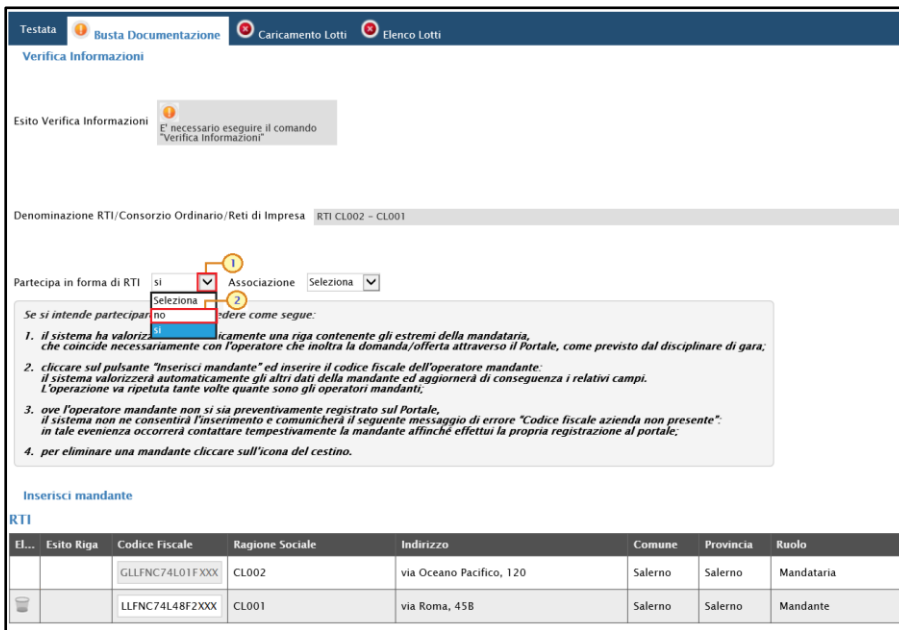 Testata
Busta Documentazione
Caricamento Lotti
Elenco Lotti
Verifica Informazioni
Esito Verifica Informazioni
E' necessario eseguire il comando
"Verifica Informazioni"
Denominazione RTI/Consorzio Ordinario/Reti di Impresa RTI CL002 - CL001
1
Partecipa in forma di RTI si Associazione Seleziona
Seleziona
2
no
si
Se si intende partecipar edere come segue:
1. il sistema ha valorizz icamente una riga contenente gli estremi della mandataria,
che coincide necessariamente con l'operatore che inoltra la domanda/offerta attraverso il Portale, come previsto dal disciplinare di gara;
2. cliccare sul pulsante "Inserisci mandante" ed inserire il codice fiscale dell'operatore mandante:
il sistema valorizzerà automaticamente gli altri dati della mandante ed aggiornerà di conseguenza i relativi campi.
L'operazione va ripetuta tante volte quante sono gli operatori mandanti;
3. ove l'operatore mandante non si sia preventivamente registrato sul Portale,
il sistema non ne consentirà l'inserimento e comunicherà il seguente messaggio di errore "Codice fiscale azienda non presente":
in tale evenienza occorrerà contattare tempestivamente la mandante affinché effettui la propria registrazione al portale;
4. per eliminare una mandante cliccare sull'icona del cestino.
Inserisci mandante
RTI
El... Esito Riga Codice Fiscale Ragione Sociale Indirizzo Comune Provincia Ruolo
GLLFNC74L01FXXX CL002 via Oceano Pacifico, 120 Salerno Salerno Mandataria
LLFNC74L48F2XXX CL001 via Roma, 45B Salerno Salerno Mandante